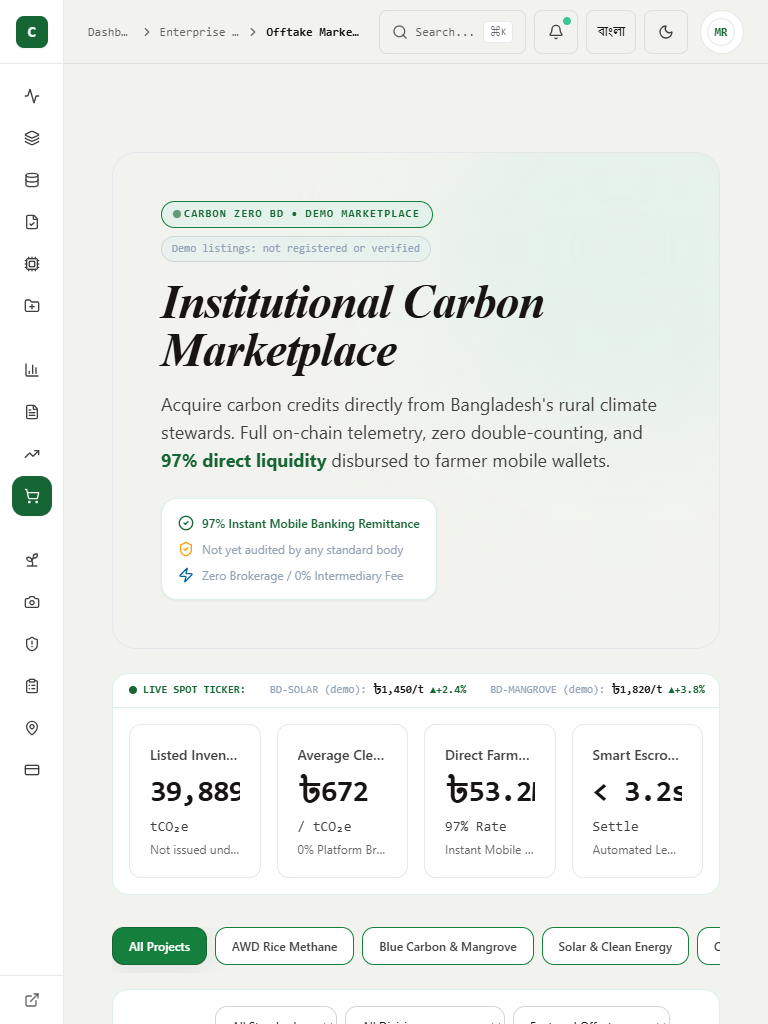 C
Dashb… > Enterprise … > Offtake Marke…
Search... ⌘K
বাংলা
MR
CARBON ZERO BD • DEMO MARKETPLACE
Demo listings: not registered or verified
Institutional Carbon
Marketplace
Acquire carbon credits directly from Bangladesh's rural climate
stewards. Full on-chain telemetry, zero double-counting, and
97% direct liquidity disbursed to farmer mobile wallets.
97% Instant Mobile Banking Remittance
Not yet audited by any standard body
Zero Brokerage / 0% Intermediary Fee
LIVE SPOT TICKER: BD-SOLAR (demo): ৳1,450/t ▲+2.4% BD-MANGROVE (demo): ৳1,820/t ▲+3.8%
Listed Inven…
39,889
tCO₂e
Not issued und…
Average Cle…
৳672
/ tCO₂e
0% Platform Br…
Direct Farm…
৳53.2
97% Rate
Instant Mobile …
Smart Escro…
< 3.2s
Settle
Automated Le…
All Projects
AWD Rice Methane
Blue Carbon & Mangrove
Solar & Clean Energy